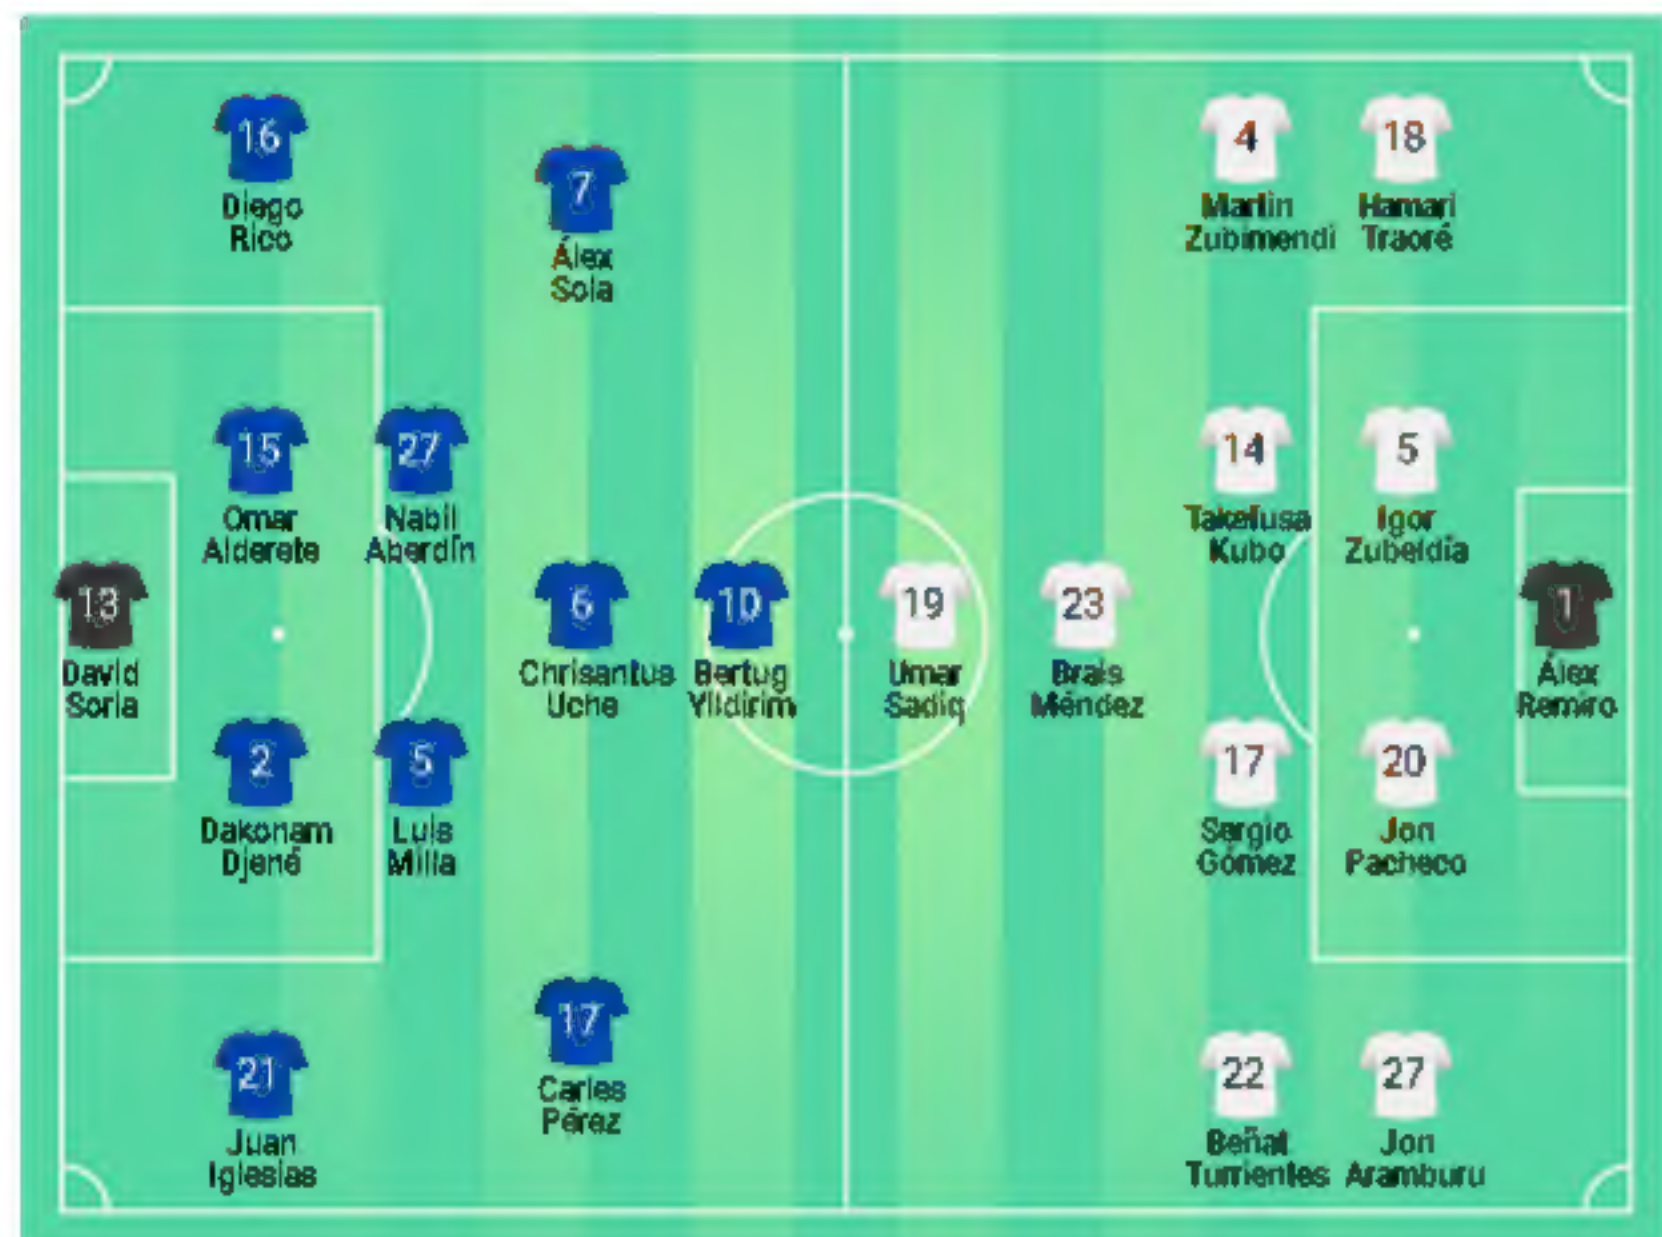 16
Diego
Rico
7
Álex
Sola
4
Martin
Zubimendi
18
Hamari
Traoré
15
Omar
Alderete
27
Nabil
Aberdín
14
Takefusa
Kubo
5
Igor
Zubeldia
13
David
Soria
6
Chrisantus
Uche
10
Bertug
Yildirim
19
Umar
Sadiq
23
Brais
Méndez
1
Álex
Remiro
2
Dakonam
Djené
5
Luis
Milla
17
Sergio
Gómez
20
Jon
Pacheco
17
Carles
Pérez
21
Juan
Iglesias
22
Beñat
Turrientes
27
Jon
Aramburu